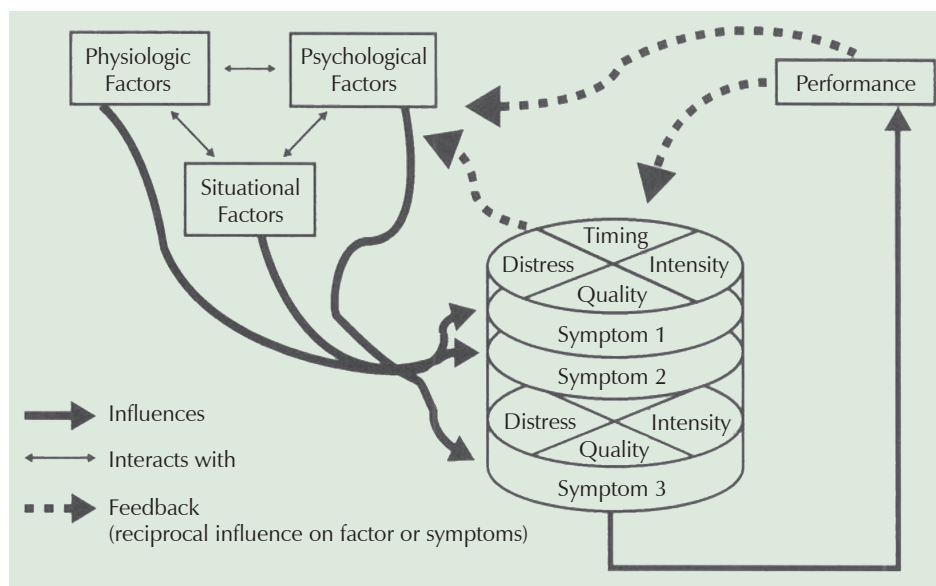 Physiologic
Factors
Psychological
Factors
Situational
Factors
Performance
Timing
Distress
Intensity
Quality
Symptom 1
Symptom 2
Distress
Intensity
Quality
Symptom 3
Influences
Interacts with
Feedback
(reciprocal influence on factor or symptoms)